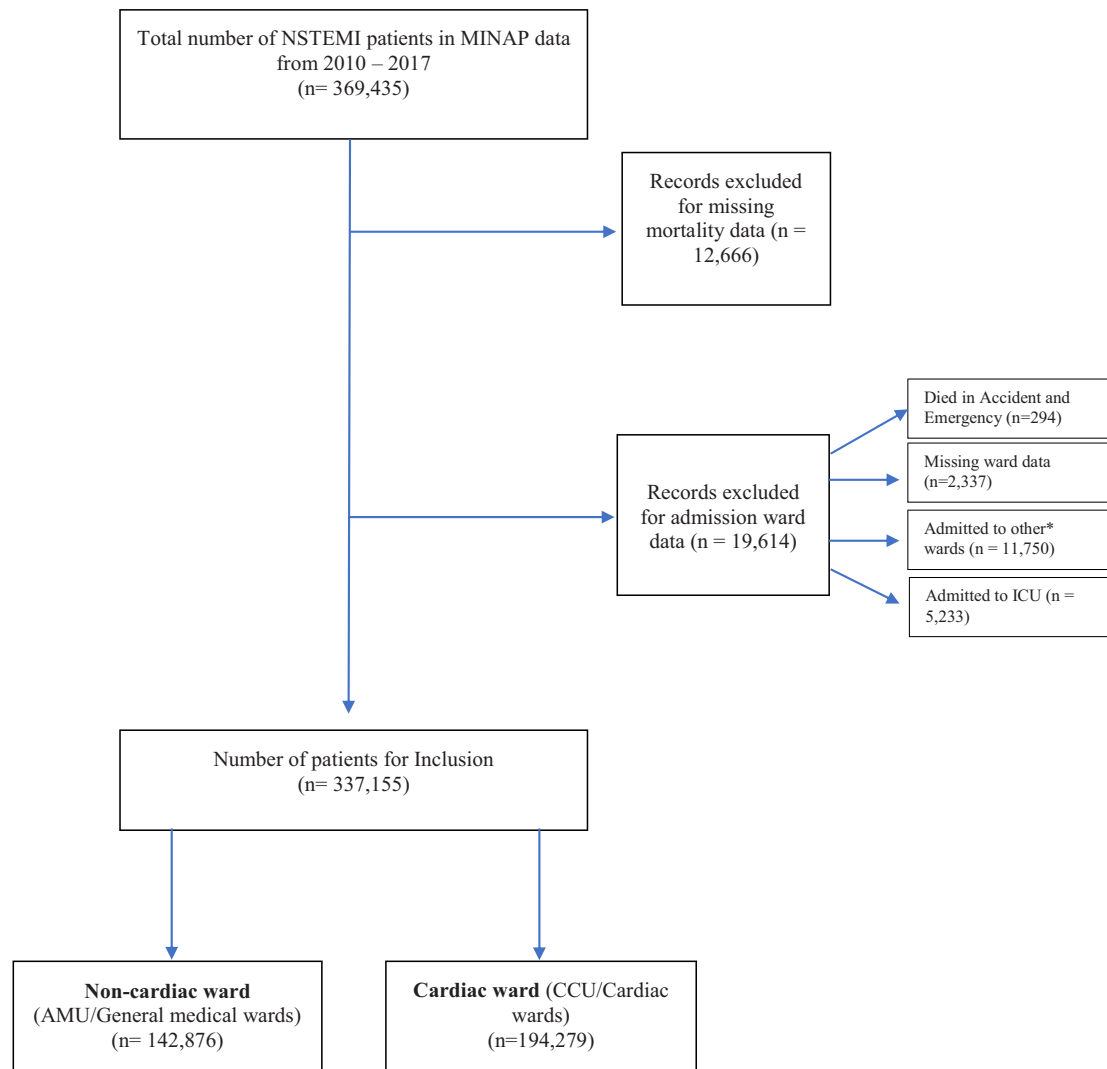 Total number of NSTEMI patients in MINAP data
from 2010 – 2017
(n= 369,435)
Records excluded
for missing
mortality data (n =
12,666)
Records excluded
for admission ward
data (n = 19,614)
Died in Accident and
Emergency (n=294)
Missing ward data
(n=2,337)
Admitted to other*
wards (n = 11,750)
Admitted to ICU (n =
5,233)
Number of patients for Inclusion
(n= 337,155)
Non-cardiac ward
(AMU/General medical wards)
(n= 142,876)
Cardiac ward (CCU/Cardiac
wards)
(n=194,279)